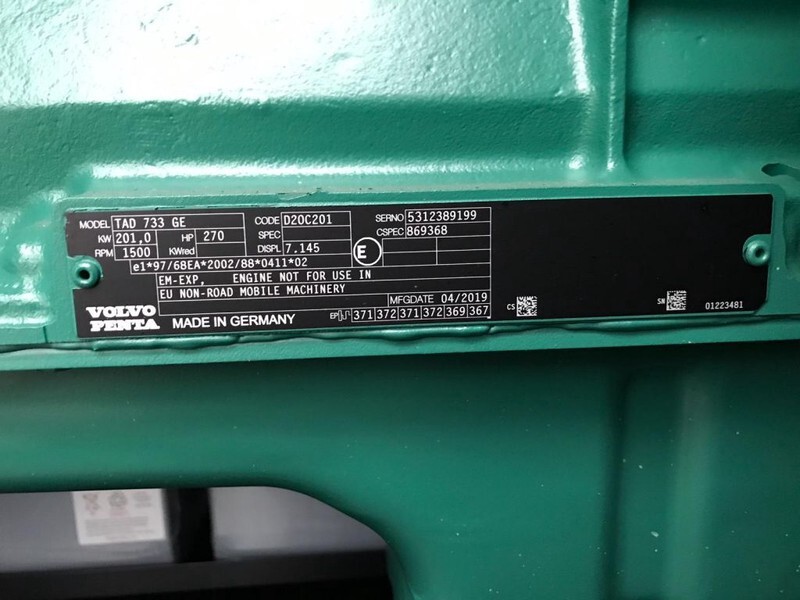 MODEL TAD 733 GE CODE D20C201 SERNO 5312389199
KW 201,0 HP 270 SPEC CSPEC 869368
RPM 1500 KWred DISPL 7,145 E
e1*97/68EA*2002/88*0411*02
EM-EXP, ENGINE NOT FOR USE IN
EU NON-ROAD MOBILE MACHINERY
MFGDATE 04/2019
VOLVO
PENTA MADE IN GERMANY EP 371 372 371 372 369 367
CS SN 01223481